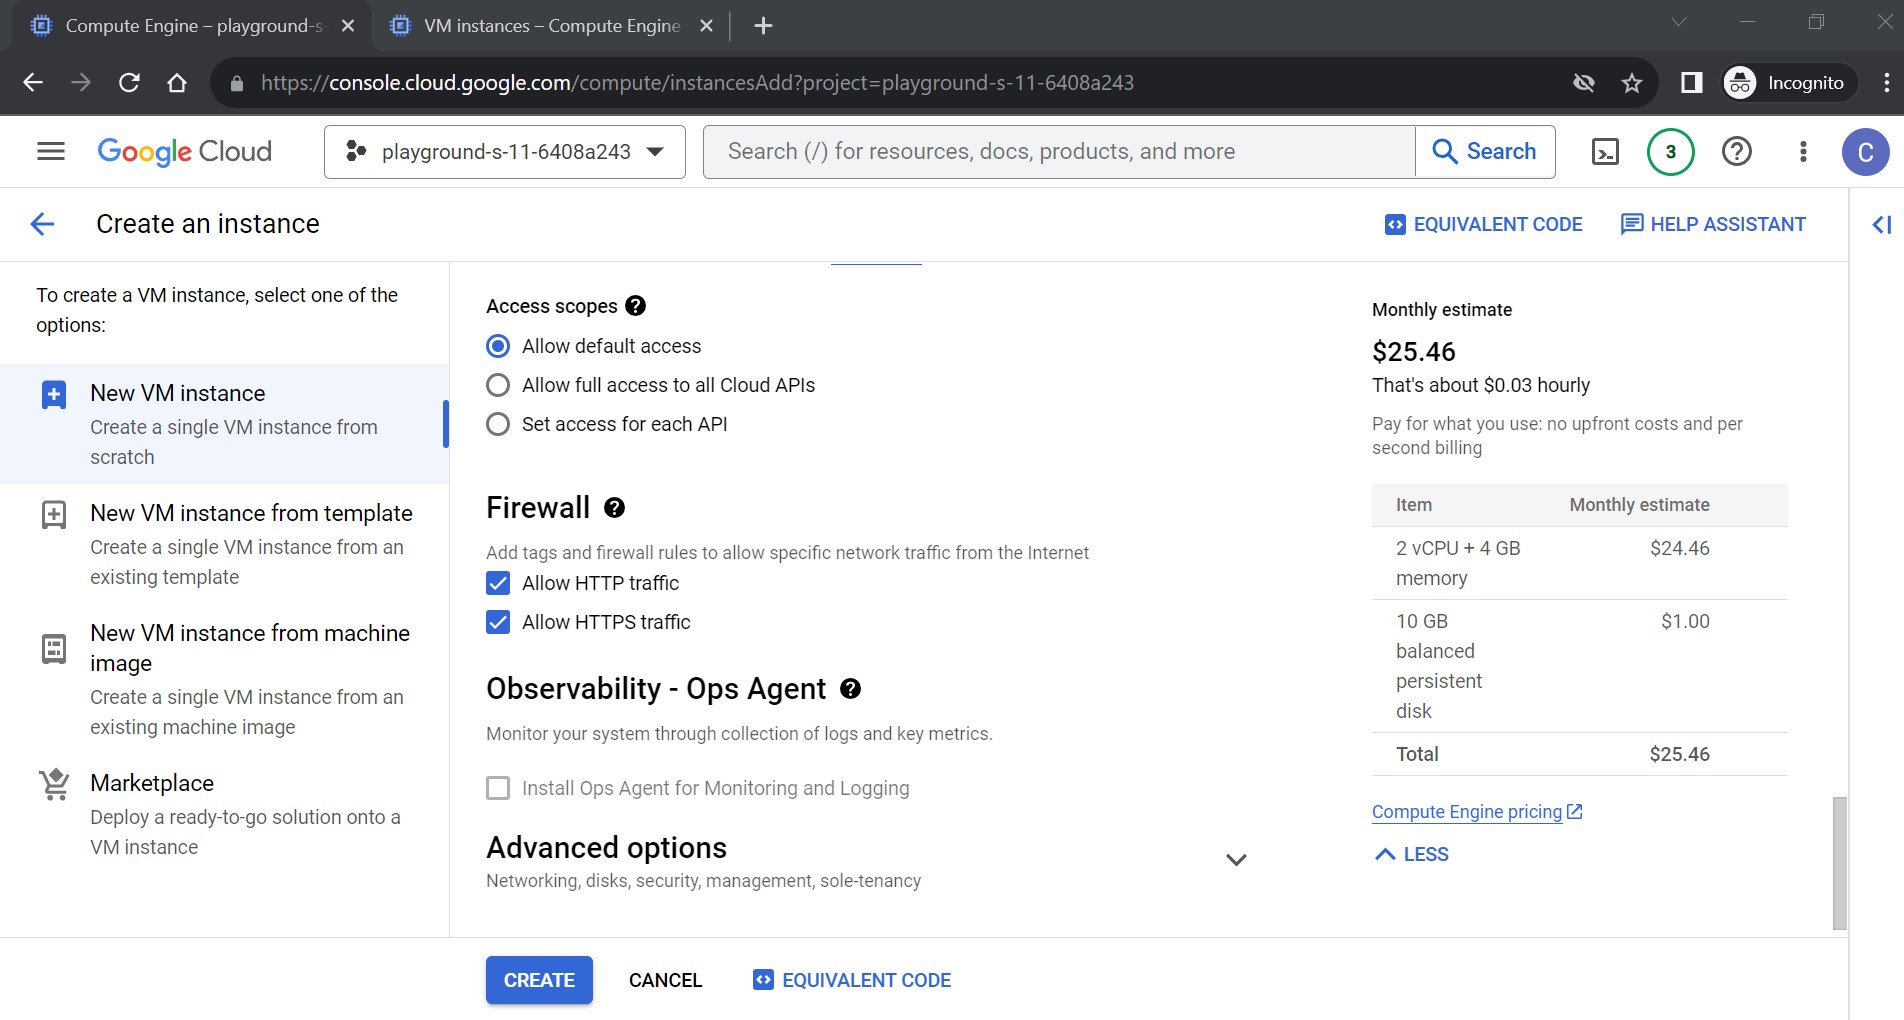 Compute Engine – playground-s-
VM instances – Compute Engine
https://console.cloud.google.com/compute/instancesAdd?project=playground-s-11-6408a243
Incognito
Google Cloud
playground-s-11-6408a243
Search (/) for resources, docs, products, and more
Search
3
C
Create an instance
EQUIVALENT CODE
HELP ASSISTANT
To create a VM instance, select one of the
options:
New VM instance
Create a single VM instance from
scratch
New VM instance from template
Create a single VM instance from an
existing template
New VM instance from machine
image
Create a single VM instance from an
existing machine image
Marketplace
Deploy a ready-to-go solution onto a
VM instance
Access scopes
Allow default access
Allow full access to all Cloud APIs
Set access for each API
Firewall
Add tags and firewall rules to allow specific network traffic from the Internet
Allow HTTP traffic
Allow HTTPS traffic
Observability - Ops Agent
Monitor your system through collection of logs and key metrics.
Install Ops Agent for Monitoring and Logging
Advanced options
Networking, disks, security, management, sole-tenancy
Monthly estimate
$25.46
That's about $0.03 hourly
Pay for what you use: no upfront costs and per
second billing
Item Monthly estimate
2 vCPU + 4 GB $24.46
memory
10 GB $1.00
balanced
persistent
disk
Total $25.46
Compute Engine pricing
LESS
CREATE
CANCEL
EQUIVALENT CODE